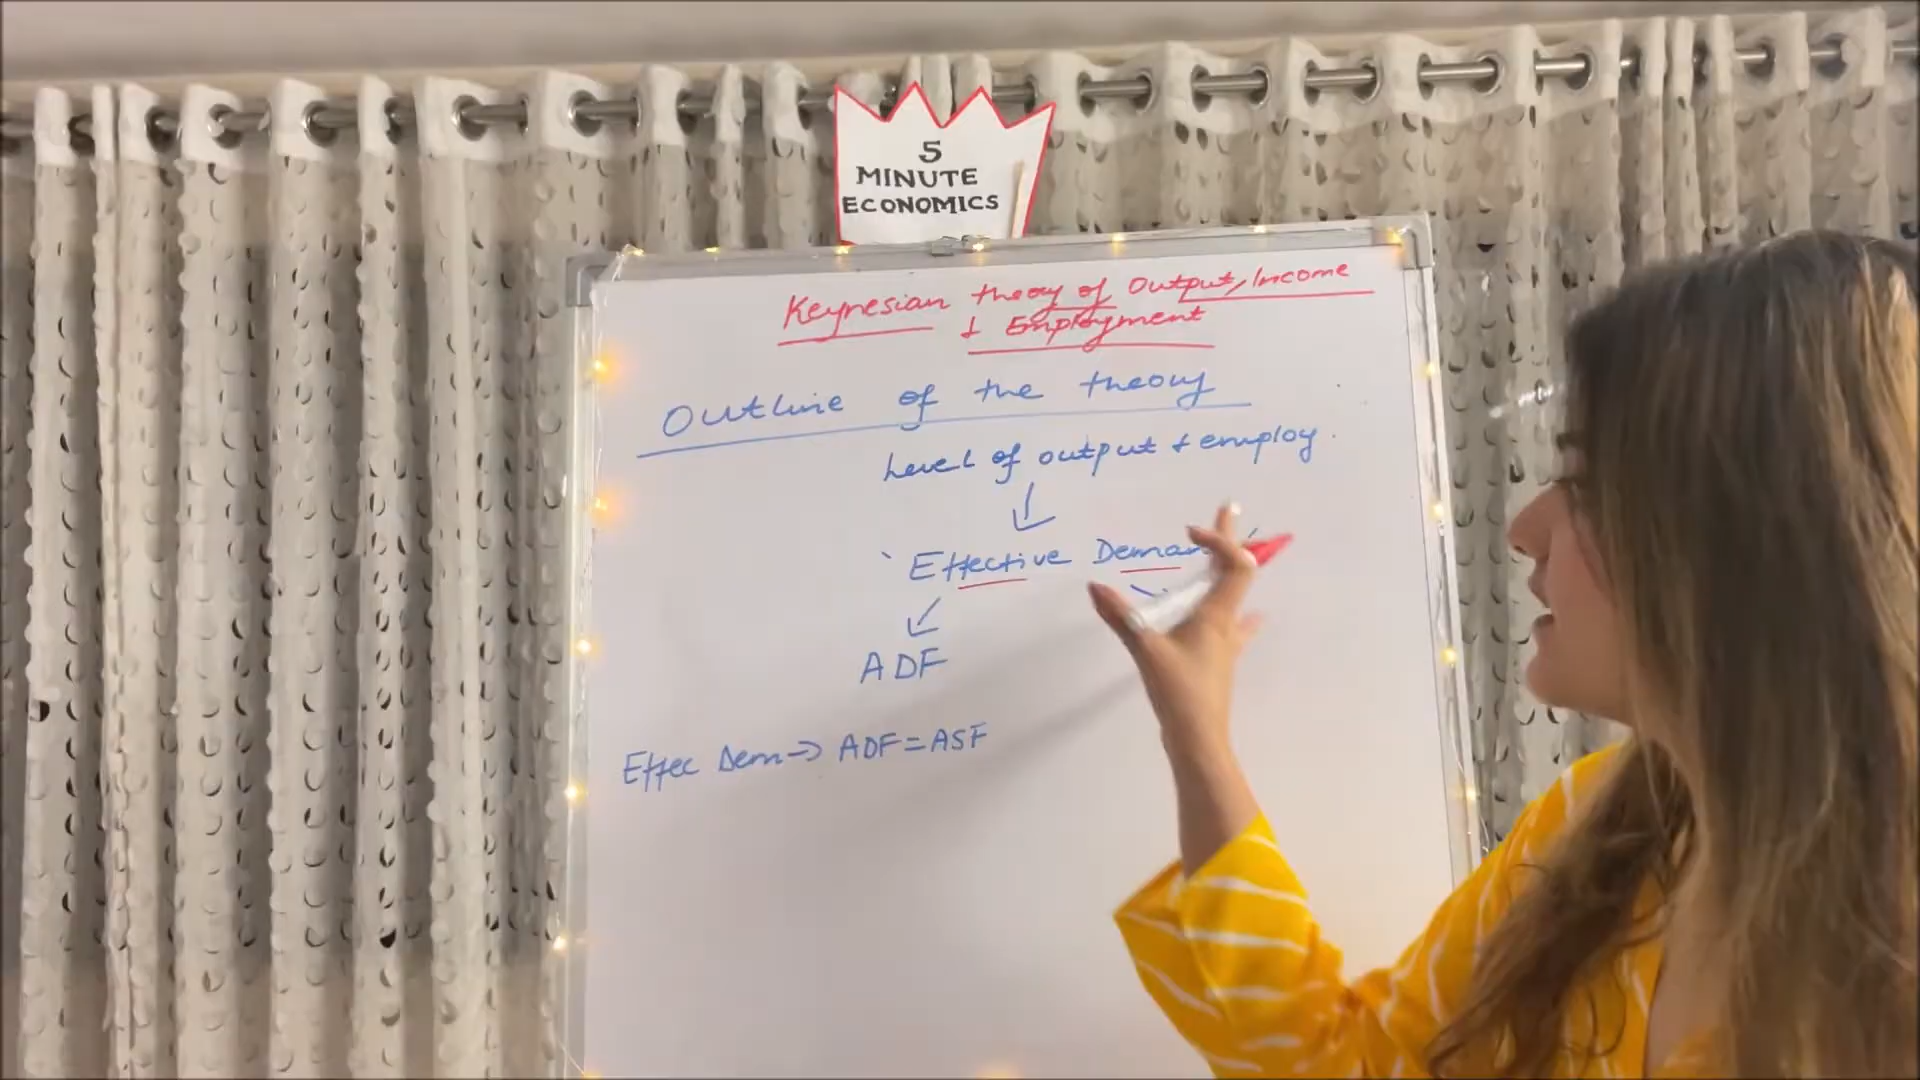 5
MINUTE
ECONOMICS
Keynesian theory of Output, Income
& Employment
Outline of the theory
Level of output & employ.
Effective Deman
ADF
Effec Dem → ADF = ASF